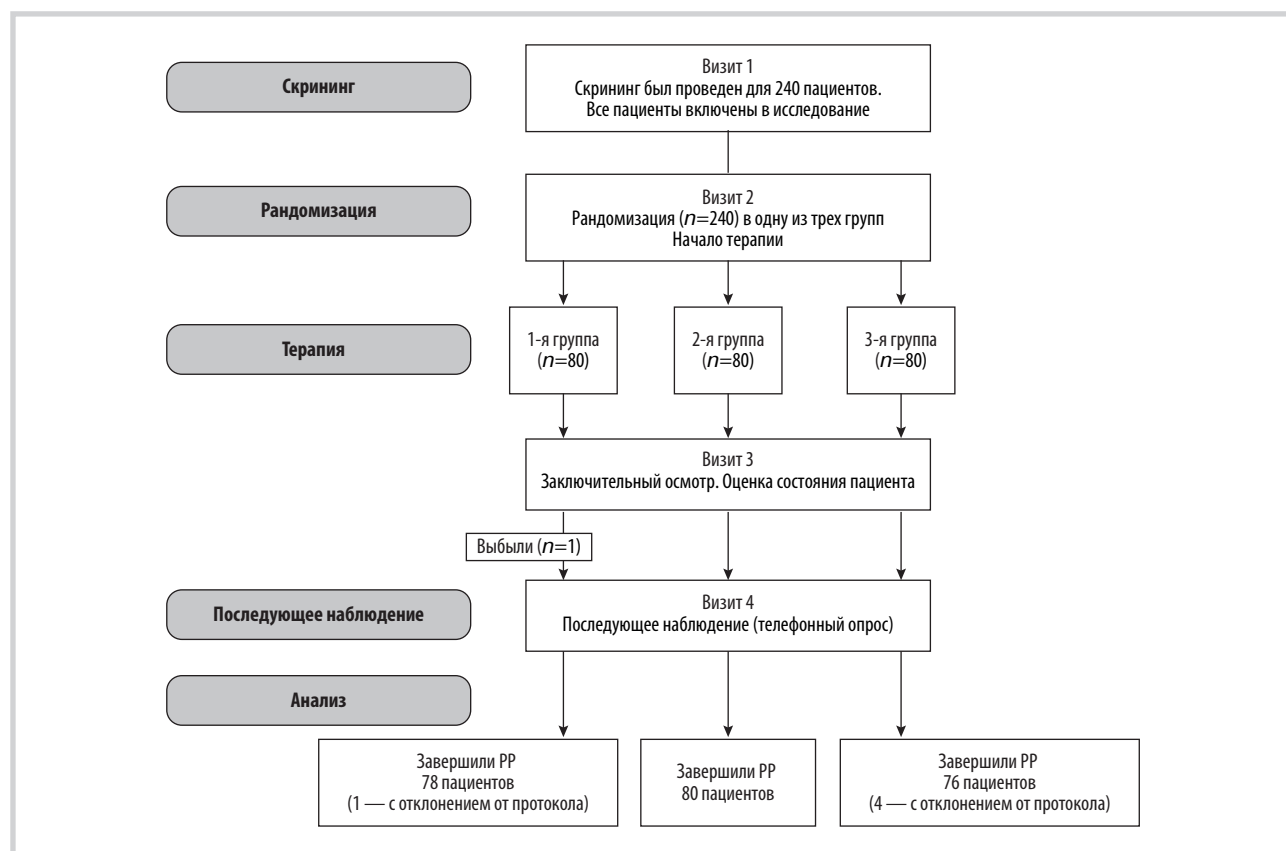 Скрининг
Визит 1
Скрининг был проведен для 240 пациентов.
Все пациенты включены в исследование
Рандомизация
Визит 2
Рандомизация (n=240) в одну из трех групп
Начало терапии
Терапия
1-я группа
(n=80)
2-я группа
(n=80)
3-я группа
(n=80)
Визит 3
Заключительный осмотр. Оценка состояния пациента
Выбыли (n=1)
Последующее наблюдение
Визит 4
Последующее наблюдение (телефонный опрос)
Анализ
Завершили PP
78 пациентов
(1 — с отклонением от протокола)
Завершили PP
80 пациентов
Завершили PP
76 пациентов
(4 — с отклонением от протокола)